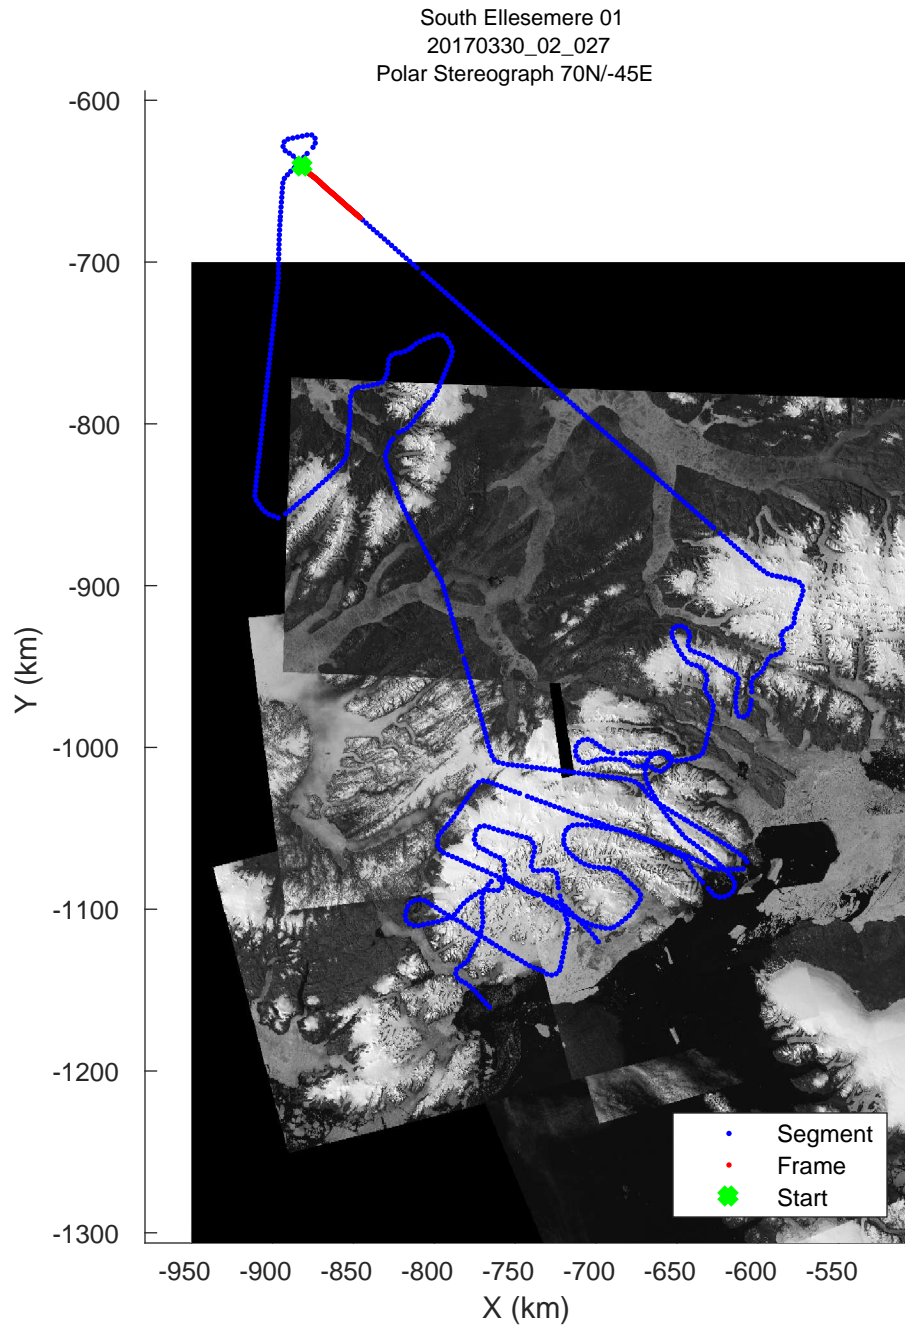 South Ellesemere 01
20170330_02_027
Polar Stereograph 70N/-45E
-600
-700
-800
-900
-1000
-1100
-1200
-1300
Y (km)
-950 -900 -850 -800 -750 -700 -650 -600 -550
X (km)
Segment
Frame
Start